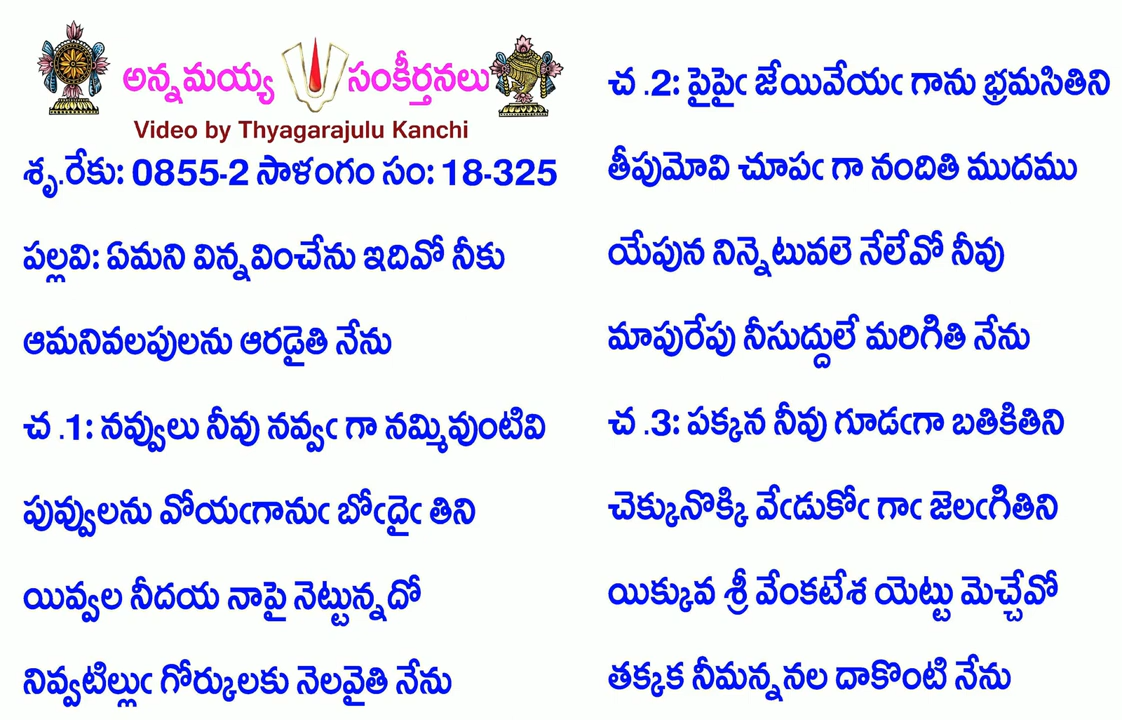 అన్నమయ్య సంకీర్తనలు
Video by Thyagarajulu Kanchi
శృ.రేకు: 0855-2 సాళంగం సం: 18-325
పల్లవి: ఏమని విన్నవించేను ఇదివో నీకు
ఆమనివలపులను ఆరడైతి నేను
చ .1: నవ్వులు నీవు నవ్వఁ గా నమ్మివుంటివి
పువ్వులను వోయఁగానుఁ బోఁదైఁ తిని
యివ్వల నీదయ నాపై నెట్టున్నదో
నివ్వటిల్లుఁ గోర్కులకు నెలవైతి నేను
చ .2: పైపైఁ జేయివేయఁ గాను భ్రమసితిని
తీపుమోవి చూపఁ గా నందితి ముదము
యేపున నిన్నెటువలె నేలేవో నీవు
మాపురేపు నీసుద్దులే మరిగితి నేను
చ .3: పక్కన నీవు గూడఁగా బతికితిని
చెక్కునొక్కి వేఁడుకోఁ గాఁ జెలఁగితిని
యిక్కువ శ్రీ వేంకటేశ యెట్టు మెచ్చేవో
తక్కక నీమన్ననల దాకొంటి నేను